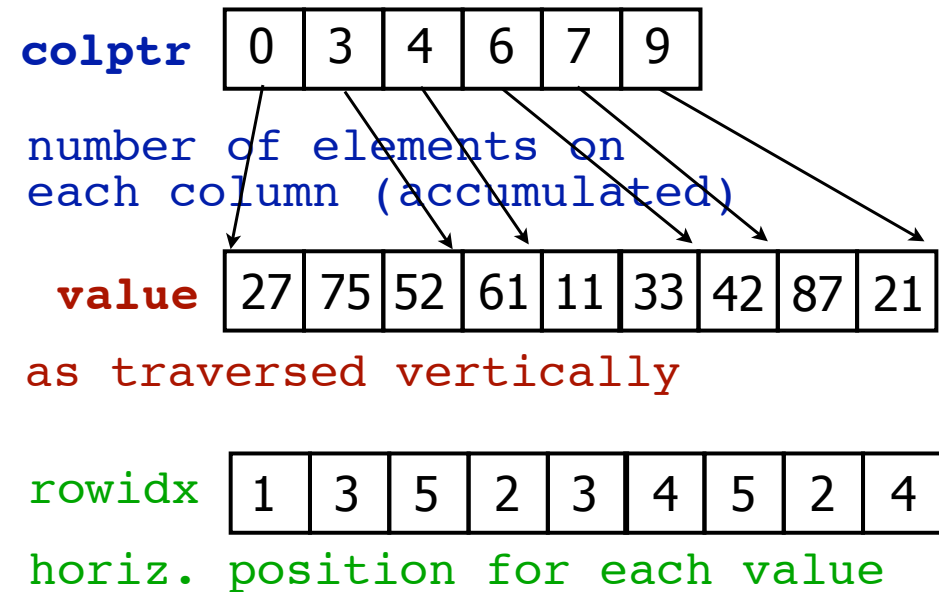 colptr 0 3 4 6 7 9
number of elements on
each column (accumulated)
value 27 75 52 61 11 33 42 87 21
as traversed vertically
rowidx 1 3 5 2 3 4 5 2 4
horiz. position for each value